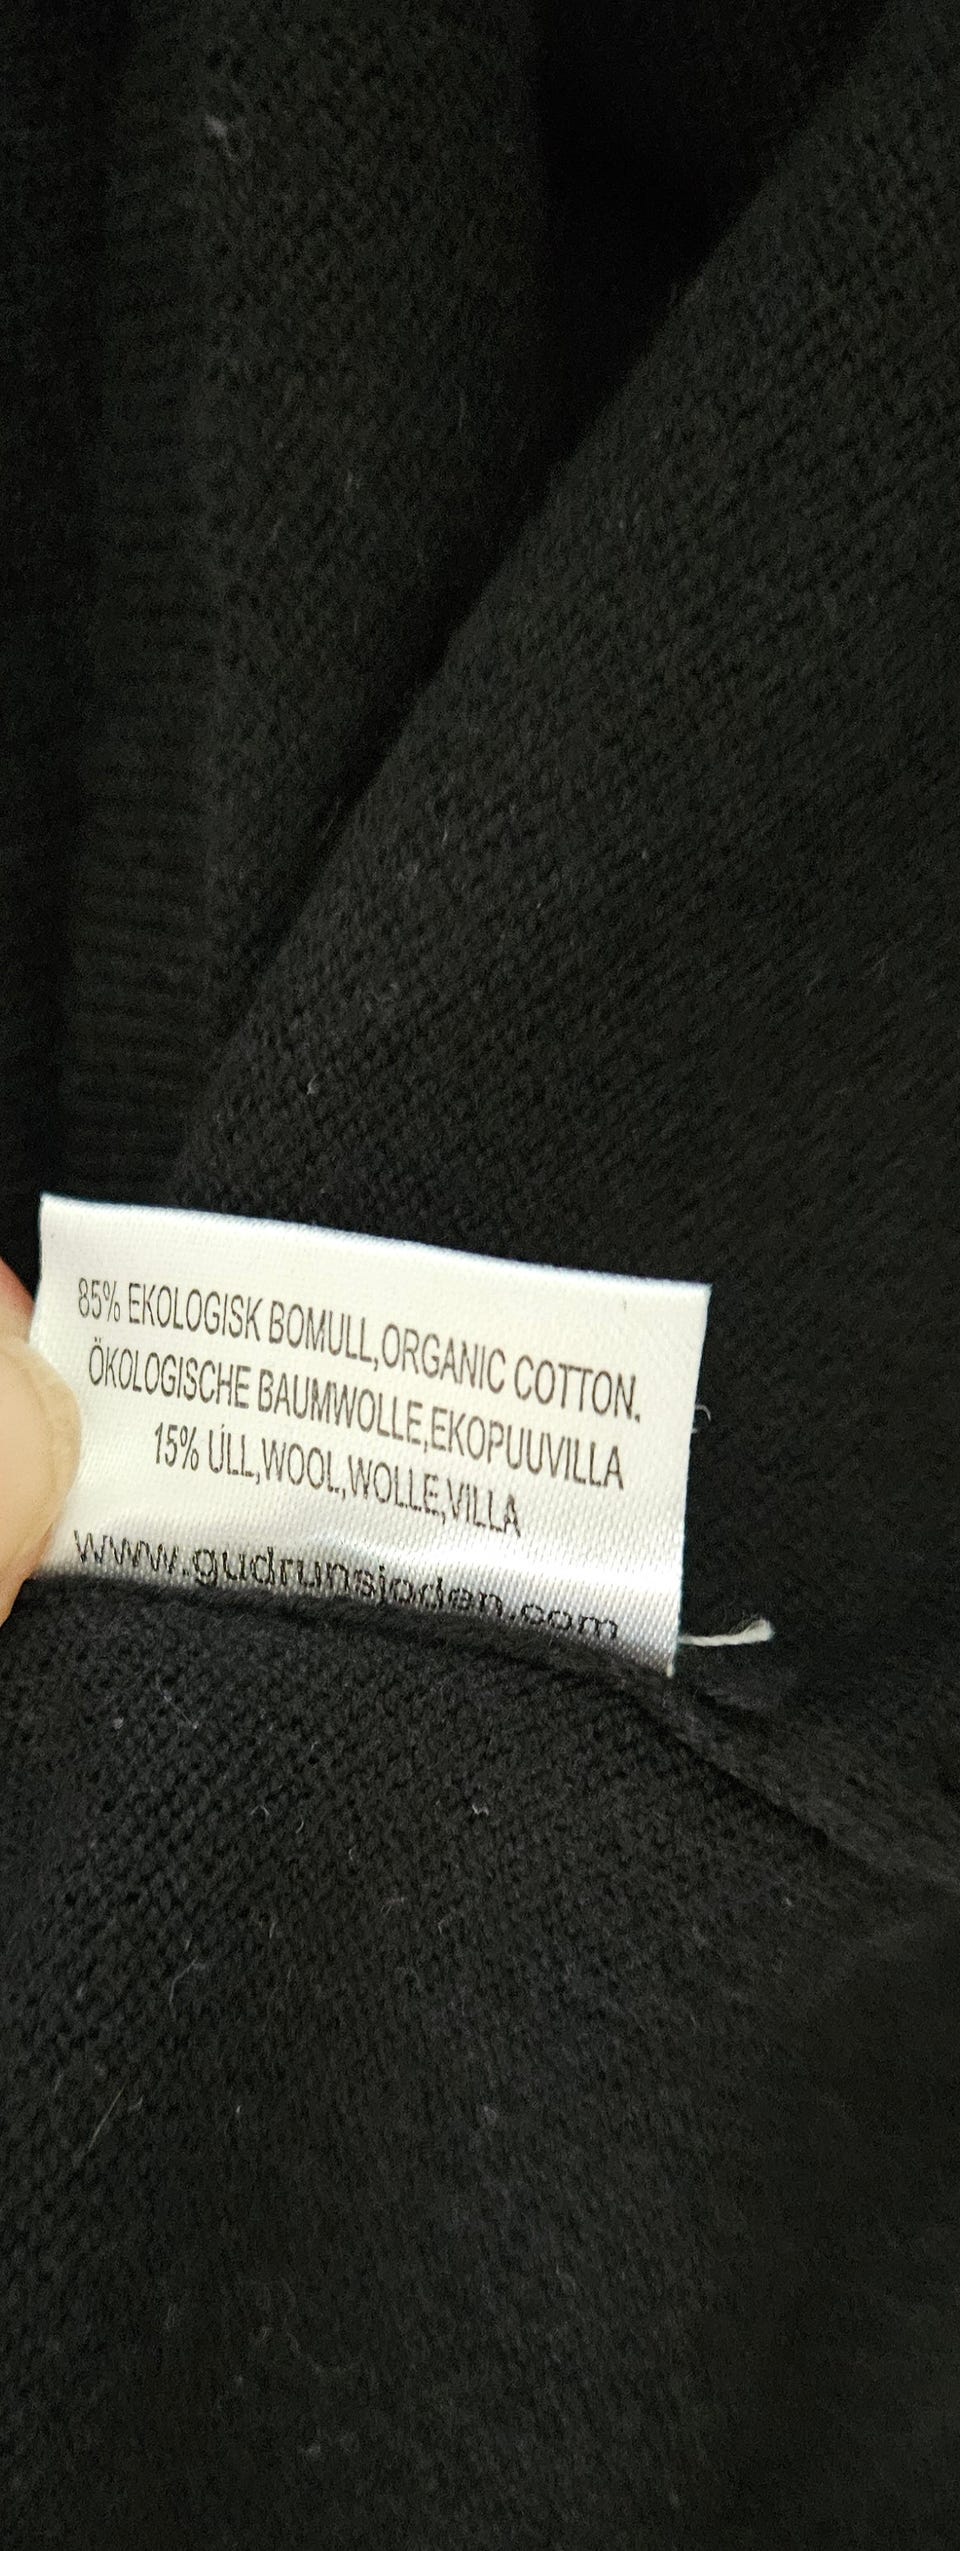 85% EKOLOGISK BOMULL,ORGANIC COTTON.
ÖKOLOGISCHE BAUMWOLLE,EKOPUUVILLA
15% ULL,WOOL,WOLLE,VILLA
www.gudrunsjoden.com